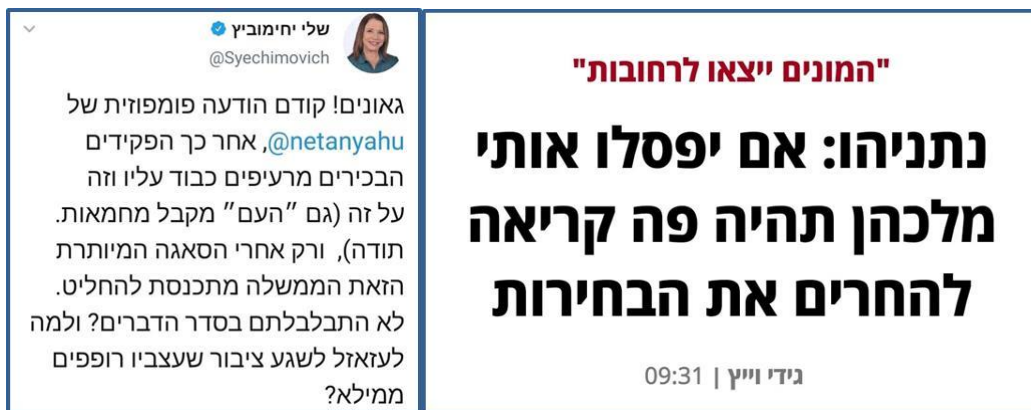 "המונים ייצאו לרחובות"
נתניהו: אם יפסלו אותי
מלכהן תהיה פה קריאה
להחרים את הבחירות
גידי וייץ | 09:31
שלי יחימוביץ
@Syechimovich
גאונים! קודם הודעה פומפוזית של
@netanyahu, אחר כך הפקידים
הבכירים מרעיפים כבוד עליו וזה
על זה (גם ״העם״ מקבל מחמאות.
תודה), ורק אחרי הסאגה המיותרת
הזאת הממשלה מתכנסת להחליט.
לא התבלבלתם בסדר הדברים? ולמה
לעזאזל לשגע ציבור שעצביו רופפים
ממילא?